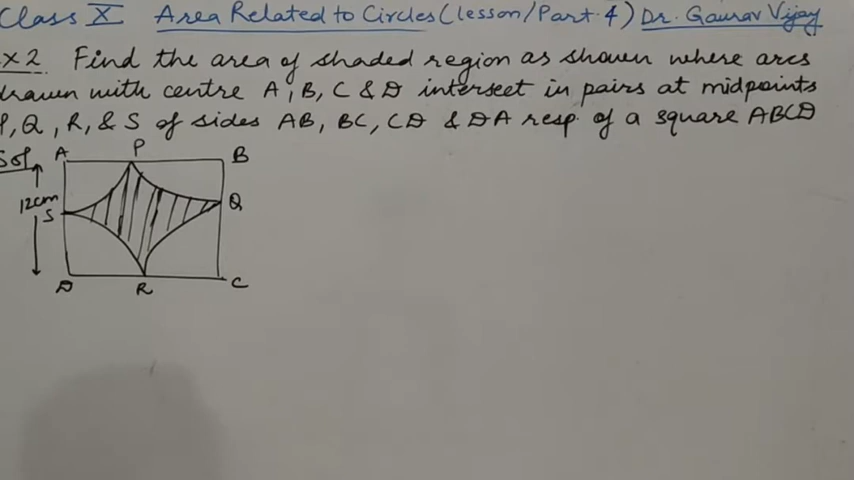 Class X Area Related to Circles (lesson/Part 4) Dr. Gaurav Vijay
x 2 Find the area of shaded region as shown where arcs
drawn with centre A, B, C & D intersect in pairs at midpoints
P, Q, R, & S of sides AB, BC, CD & DA resp. of a square ABCD
Sol
A P B
12cm
S Q
D R C